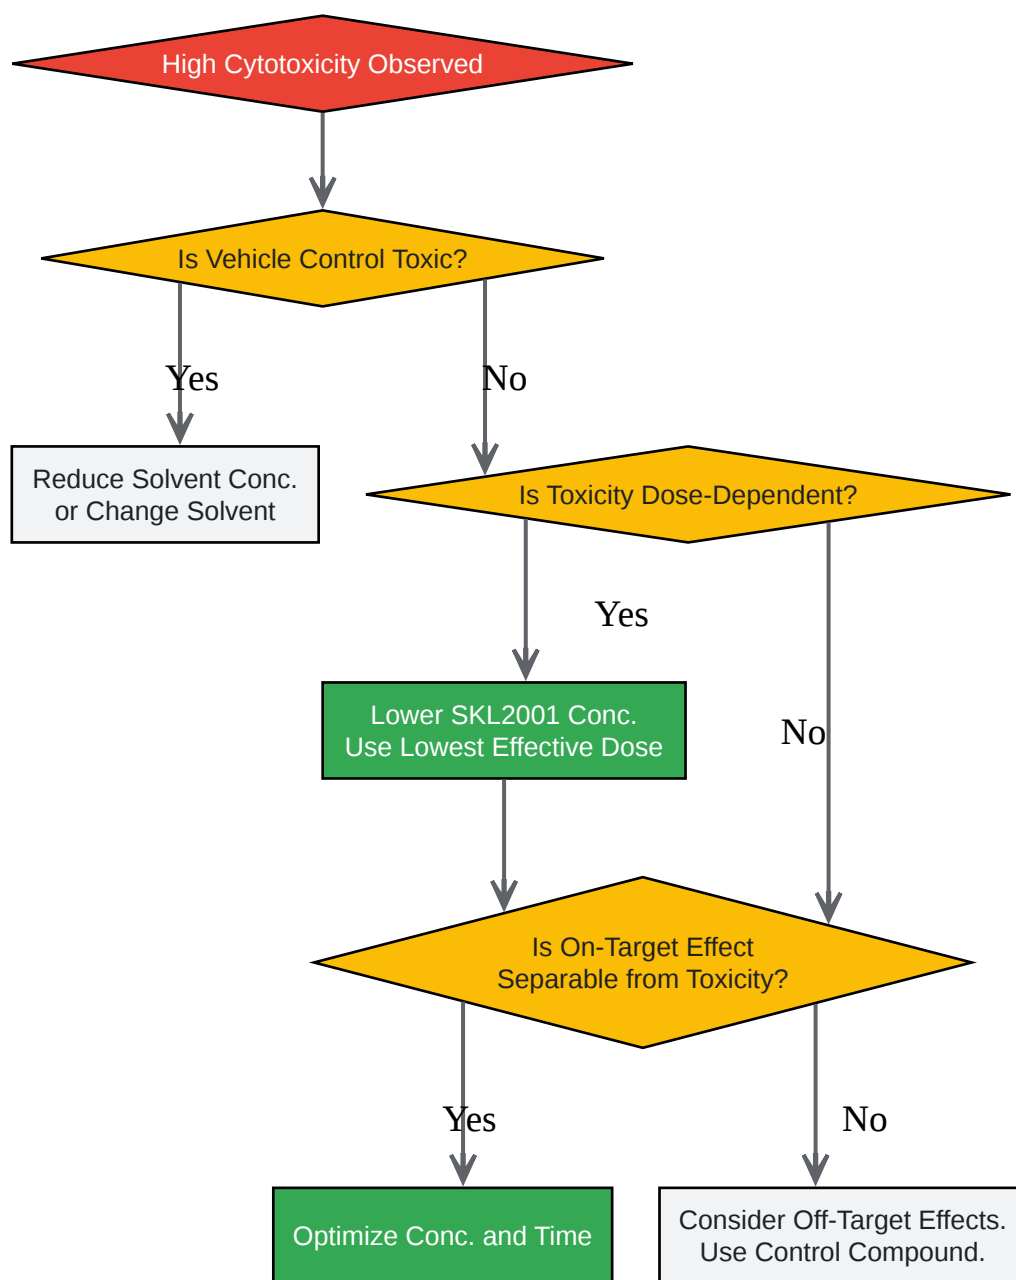 High Cytotoxicity Observed
Is Vehicle Control Toxic?
Yes
No
Reduce Solvent Conc.
or Change Solvent
Is Toxicity Dose-Dependent?
Yes
Lower SKL2001 Conc.
Use Lowest Effective Dose
No
Is On-Target Effect
Separable from Toxicity?
Yes
No
Optimize Conc. and Time
Consider Off-Target Effects.
Use Control Compound.